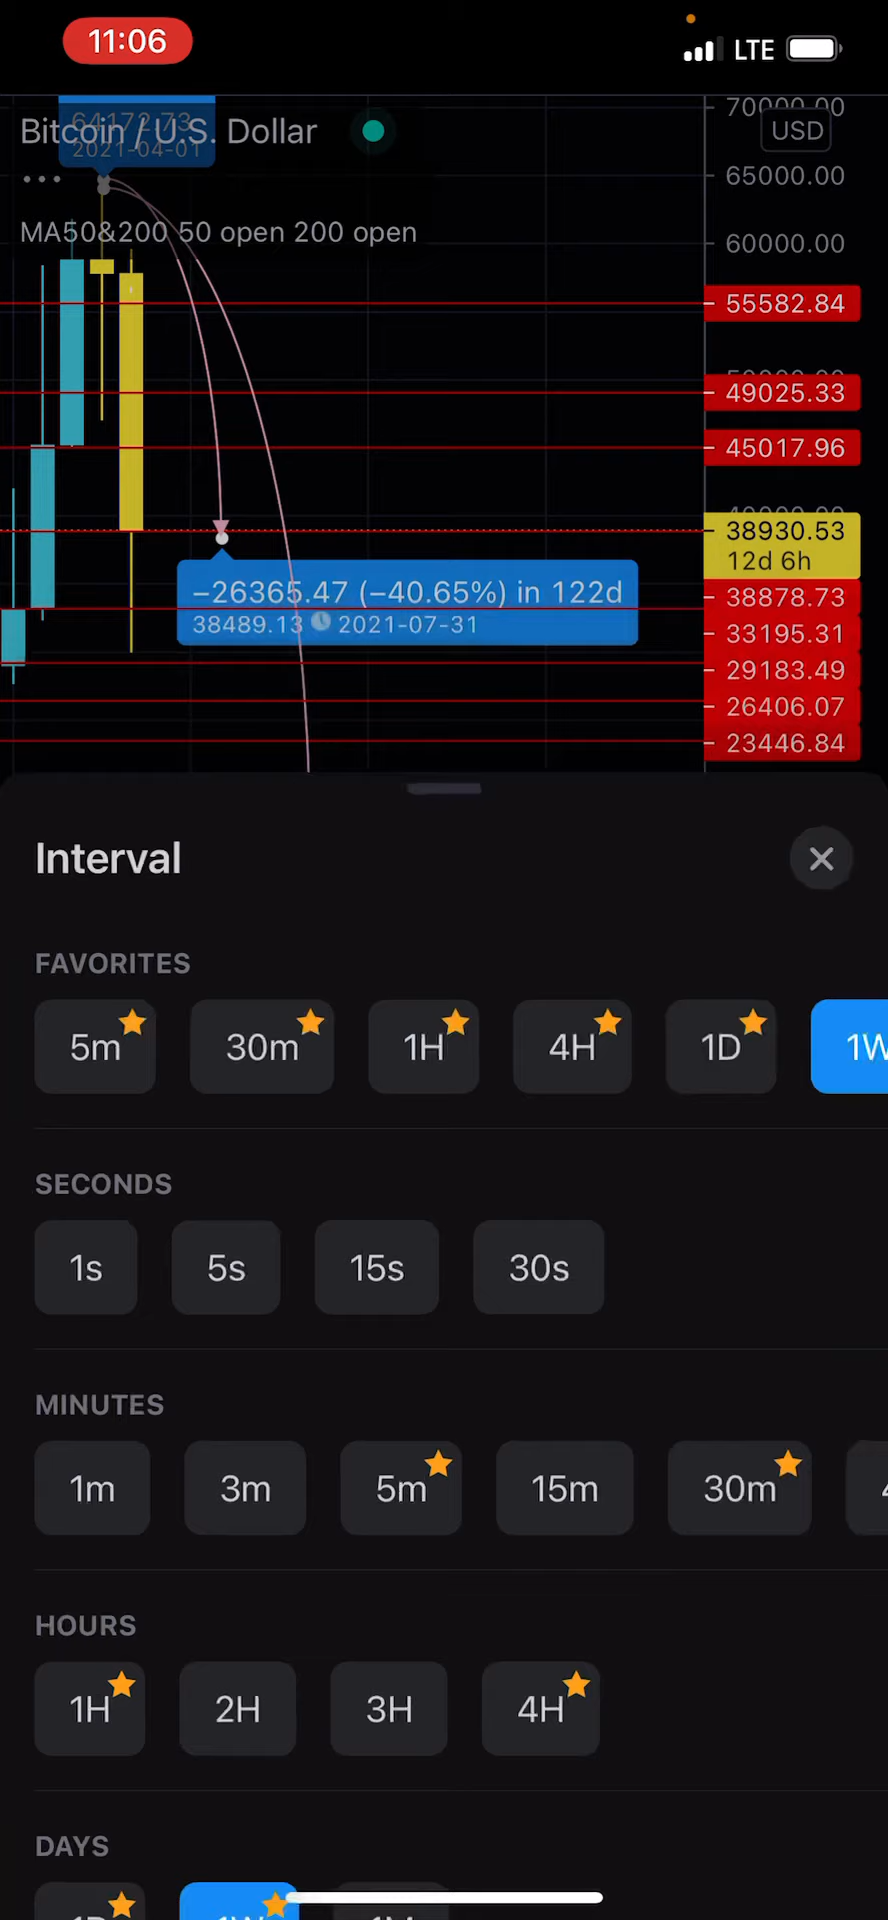 11:06
LTE
64172.73
2021-04-01
Bitcoin / U.S. Dollar
USD
MA50&200 50 open 200 open
70000.00
65000.00
60000.00
55582.84
49025.33
45017.96
38930.53
12d 6h
38878.73
33195.31
29183.49
26406.07
23446.84
−26365.47 (−40.65%) in 122d
38489.13 2021-07-31
Interval
FAVORITES
5m 30m 1H 4H 1D 1W
SECONDS
1s 5s 15s 30s
MINUTES
1m 3m 5m 15m 30m
HOURS
1H 2H 3H 4H
DAYS
1D 1W